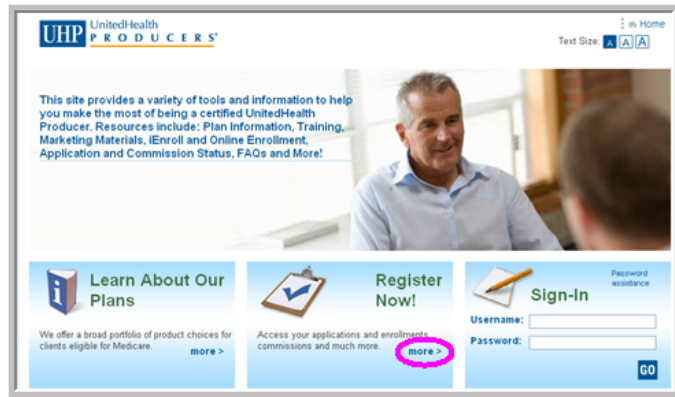 Home
UHP UnitedHealth
PRODUCERS
Text Size: A A A
This site provides a variety of tools and information to help
you make the most of being a certified UnitedHealth
Producer. Resources include: Plan Information, Training,
Marketing Materials, iEnroll and Online Enrollment,
Application and Commission Status, FAQs and More!
Learn About Our
Plans
We offer a broad portfolio of product choices for
clients eligible for Medicare.
more >
Register
Now!
Access your applications and enrollments,
commissions and much more.
more >
Password
assistance
Sign-In
Username:
Password:
GO